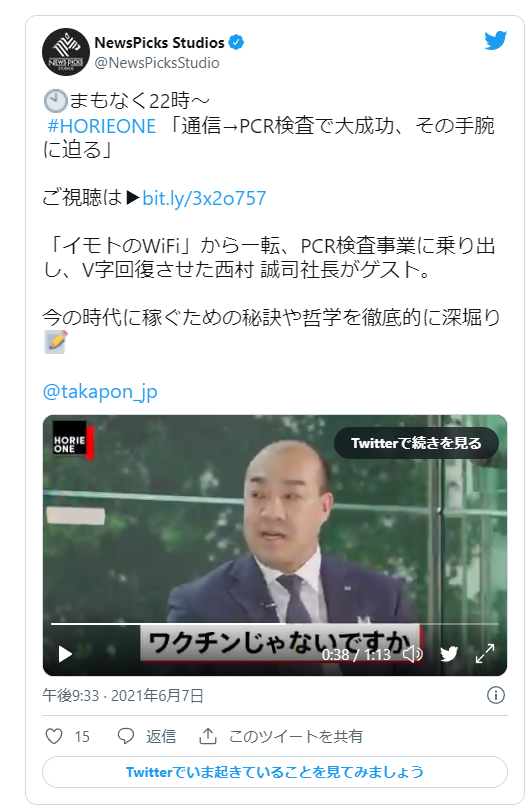 NewsPicks Studios
@NewsPicksStudio
NEWS PICKS
STUDIOS
まもなく22時〜
#HORIEONE 「通信→PCR検査で大成功、その手腕
に迫る」
ご視聴は▶bit.ly/3x2o757
「イモトのWiFi」から一転、PCR検査事業に乗り出
し、V字回復させた西村 誠司社長がゲスト。
今の時代に稼ぐための秘訣や哲学を徹底的に深堀り
@takapon_jp
HORIE
ONE
Twitterで続きを見る
ワクチンじゃないですか
0:38 / 1:13
午後9:33 · 2021年6月7日
15 返信 このツイートを共有
Twitterでいま起きていることを見てみましょう